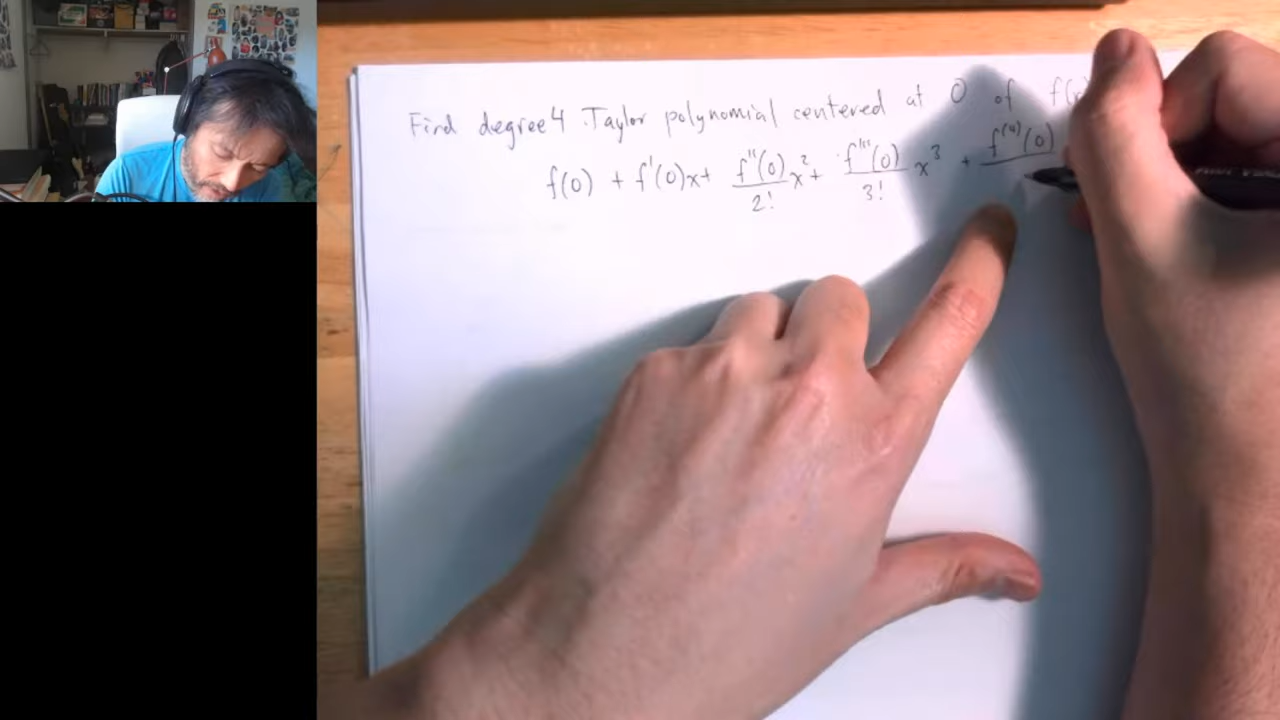 Find degree 4 Taylor polynomial centered at 0 of f(x
f(0) + f'(0)x + f''(0)/2! x² + f'''(0)/3! x³ + f⁽⁴⁾(0)